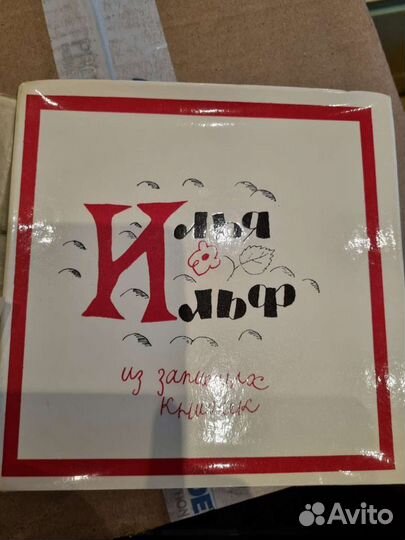 Илья
Ильф
из записных
книжек
Avito